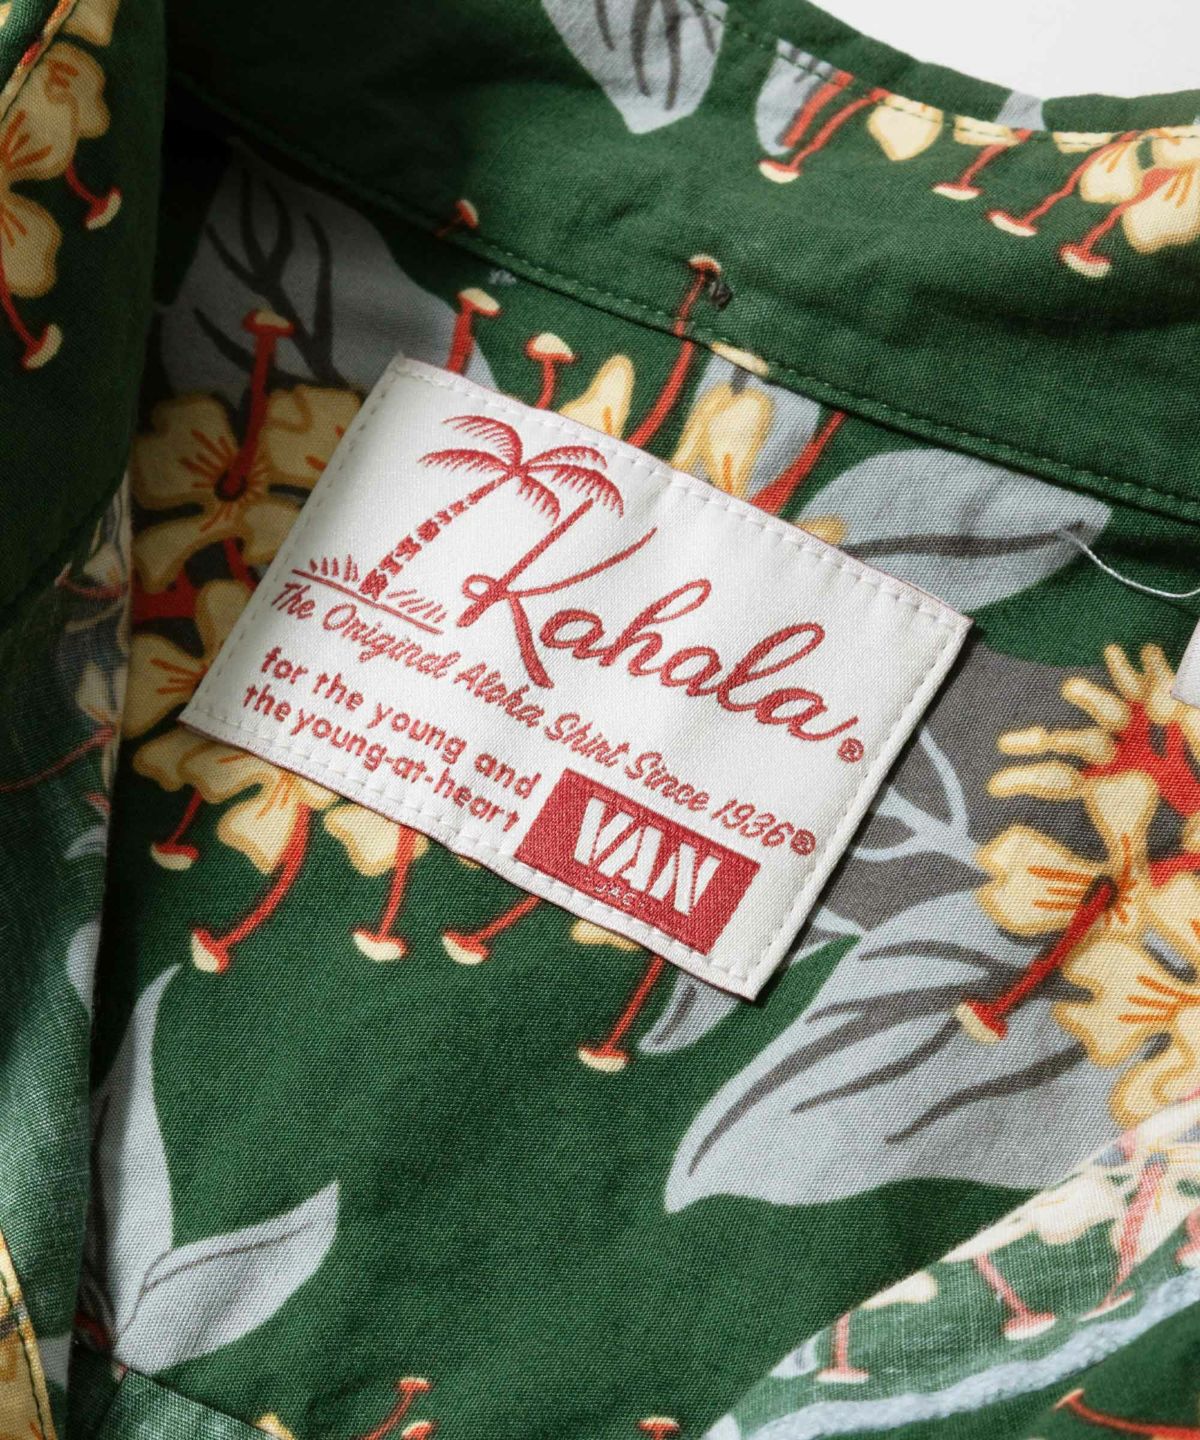 Kahala®
The Original Aloha Shirt Since 1936®
for the young and
the young-at-heart
VAN